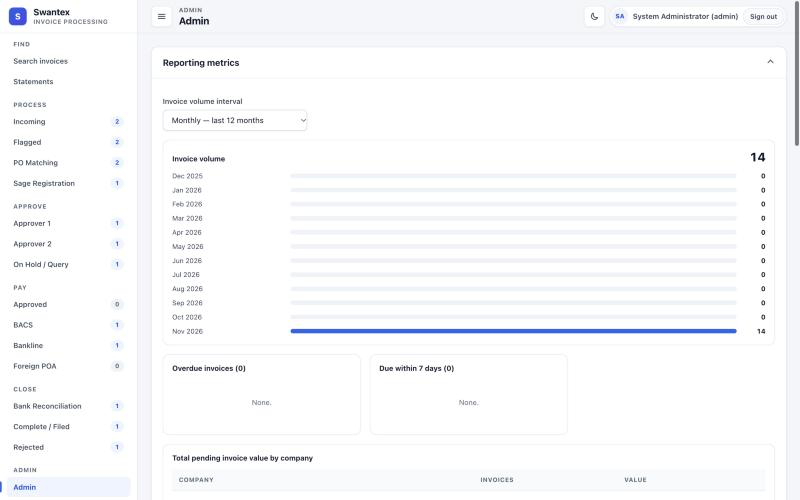 S
Swantex
INVOICE PROCESSING
FIND
Search invoices
Statements
PROCESS
Incoming 2
Flagged 2
PO Matching 2
Sage Registration 1
APPROVE
Approver 1 1
Approver 2 1
On Hold / Query 1
PAY
Approved 0
BACS 1
Bankline 1
Foreign POA 0
CLOSE
Bank Reconciliation 1
Complete / Filed 1
Rejected 1
ADMIN
Admin
ADMIN
Admin
SA System Administrator (admin) Sign out
Reporting metrics
Invoice volume interval
Monthly — last 12 months
Invoice volume 14
Dec 2025 0
Jan 2026 0
Feb 2026 0
Mar 2026 0
Apr 2026 0
May 2026 0
Jun 2026 0
Jul 2026 0
Aug 2026 0
Sep 2026 0
Oct 2026 0
Nov 2026 14
Overdue invoices (0)
None.
Due within 7 days (0)
None.
Total pending invoice value by company
COMPANY INVOICES VALUE